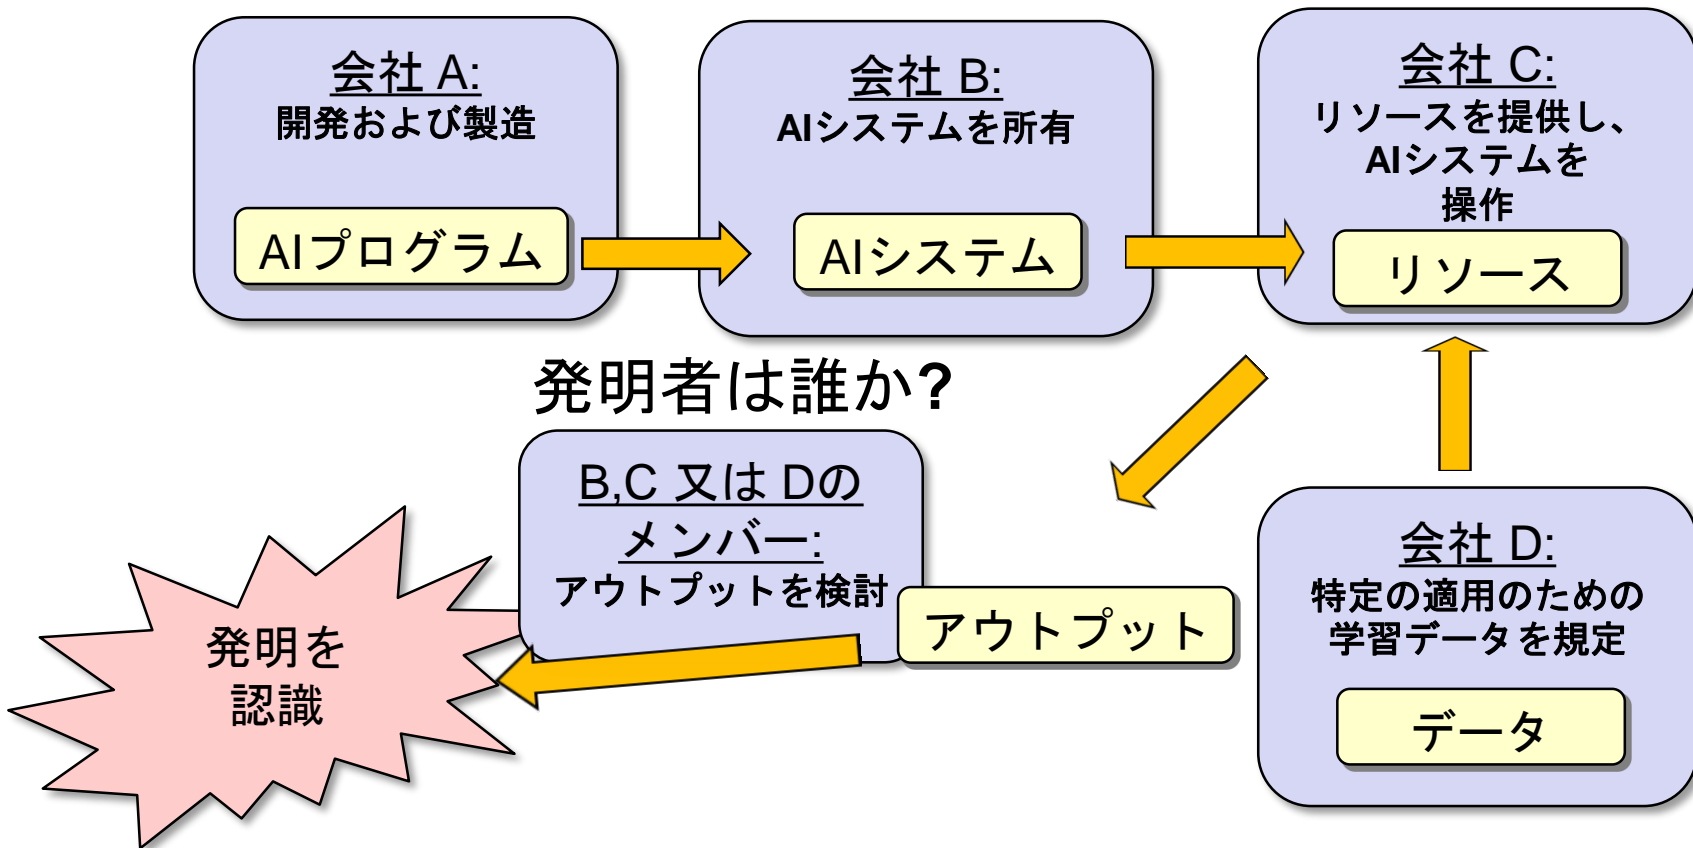 会社 A:
開発および製造
AIプログラム
会社 B:
AIシステムを所有
AIシステム
会社 C:
リソースを提供し、
AIシステムを
操作
リソース
発明者は誰か?
B,C 又は Dの
メンバー:
アウトプットを検討
アウトプット
会社 D:
特定の適用のための
学習データを規定
データ
発明を
認識